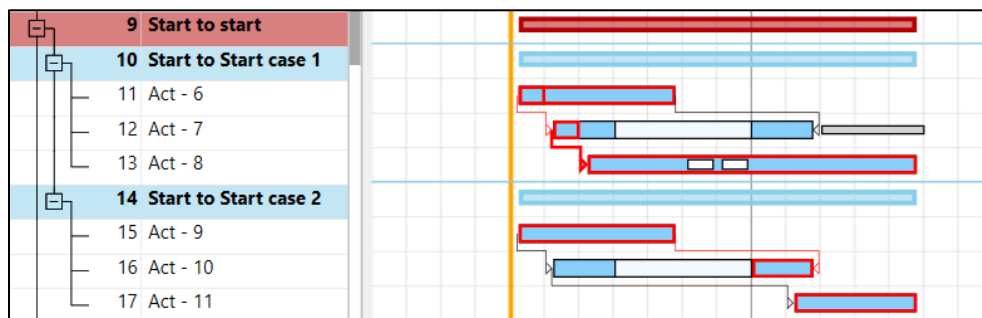 9 Start to start
10 Start to Start case 1
11 Act - 6
12 Act - 7
13 Act - 8
14 Start to Start case 2
15 Act - 9
16 Act - 10
17 Act - 11